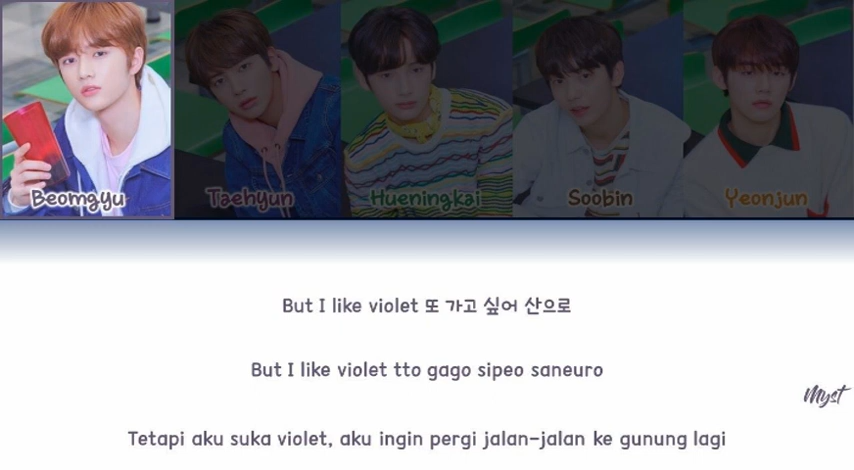 Beomgyu Taehyun Hueningkai Soobin Yeonjun
But I like violet 또 가고 싶어 산으로
But I like violet tto gago sipeo saneuro
Myst
Tetapi aku suka violet, aku ingin pergi jalan-jalan ke gunung lagi